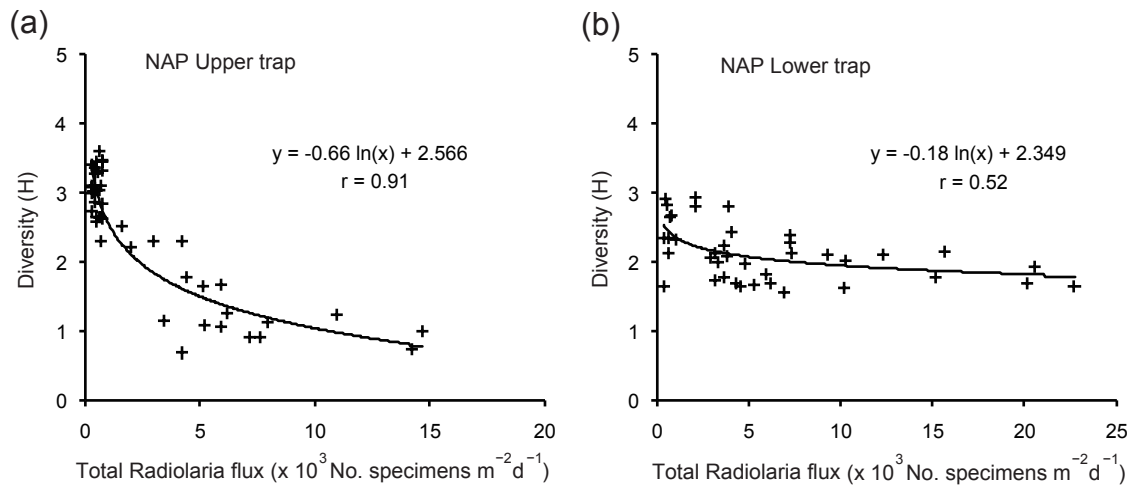 (a)
NAP Upper trap
y = -0.66 ln(x) + 2.566
r = 0.91
Diversity (H)
5
4
3
2
1
0
0 5 10 15 20
Total Radiolaria flux (x 10³ No. specimens m⁻²d⁻¹)
(b)
NAP Lower trap
y = -0.18 ln(x) + 2.349
r = 0.52
Diversity (H)
5
4
3
2
1
0
0 5 10 15 20 25
Total Radiolaria flux (x 10³ No. specimens m⁻²d⁻¹)